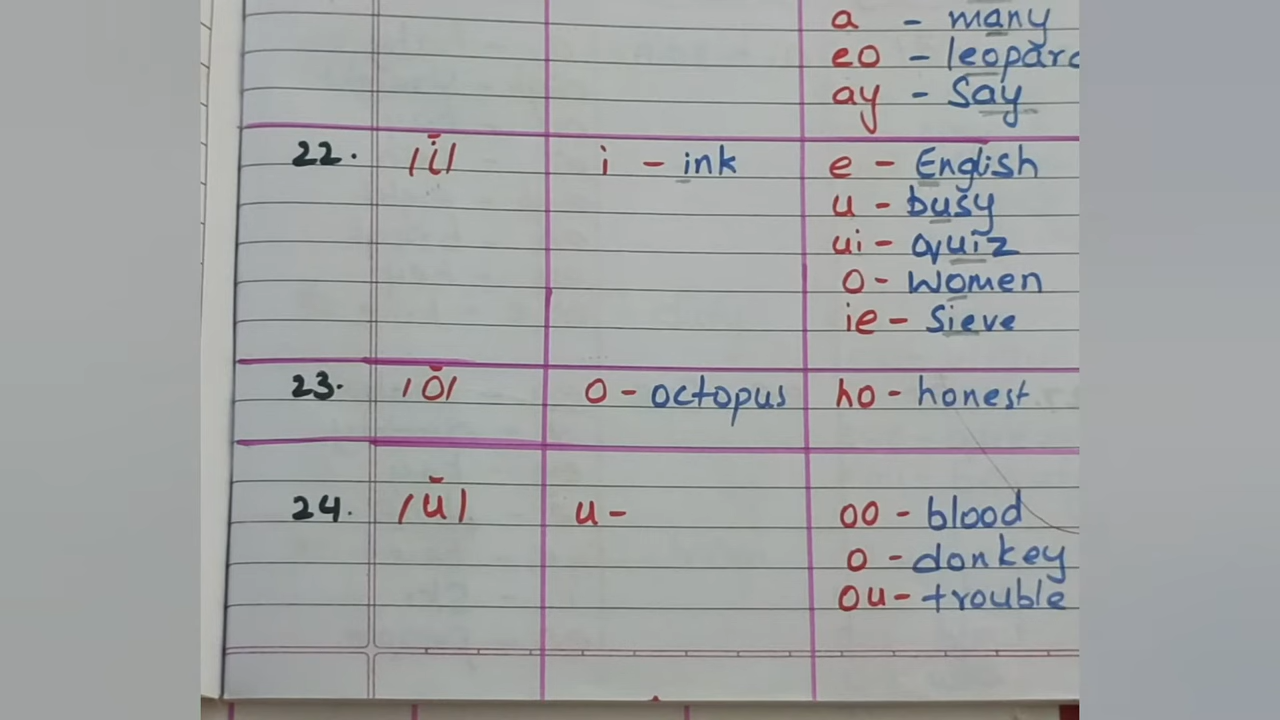 a - many
eo - leopard
ay - Say
22. /ĭ/ i - ink e - English
u - busy
ui - quiz
o - Women
ie - Sieve
23. /ŏ/ o - octopus ho - honest
24. /ŭ/ u - oo - blood
o - donkey
ou - trouble